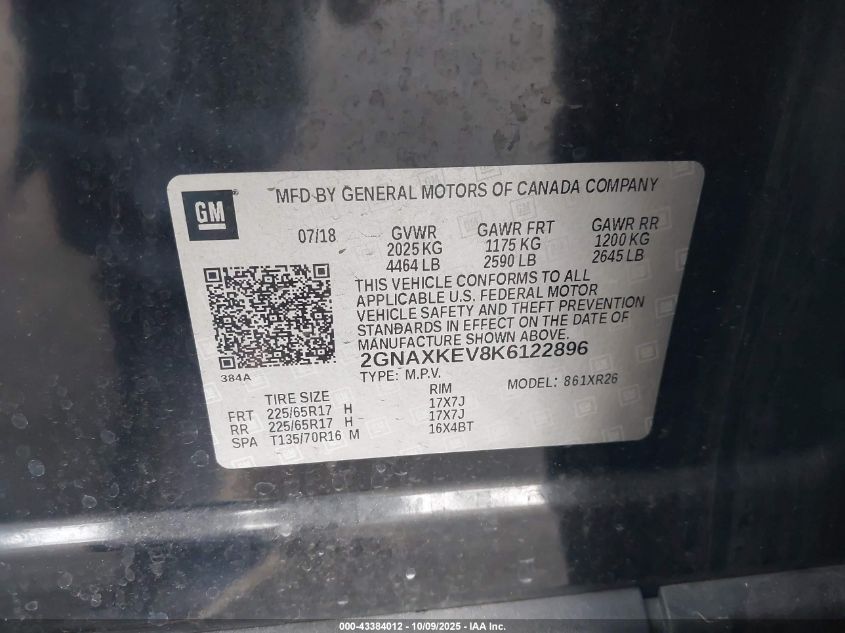 GM
MFD BY GENERAL MOTORS OF CANADA COMPANY
07/18 GVWR GAWR FRT GAWR RR
2025 KG 1175 KG 1200 KG
4464 LB 2590 LB 2645 LB
THIS VEHICLE CONFORMS TO ALL
APPLICABLE U.S. FEDERAL MOTOR
VEHICLE SAFETY AND THEFT PREVENTION
STANDARDS IN EFFECT ON THE DATE OF
MANUFACTURE SHOWN ABOVE.
2GNAXKEV8K6122896
384A
TYPE: M.P.V. MODEL: 861XR26
TIRE SIZE RIM
FRT 225/65R17 H 17X7J
RR 225/65R17 H 17X7J
SPA T135/70R16 M 16X4BT
000-43384012 - 10/09/2025 - IAA Inc.